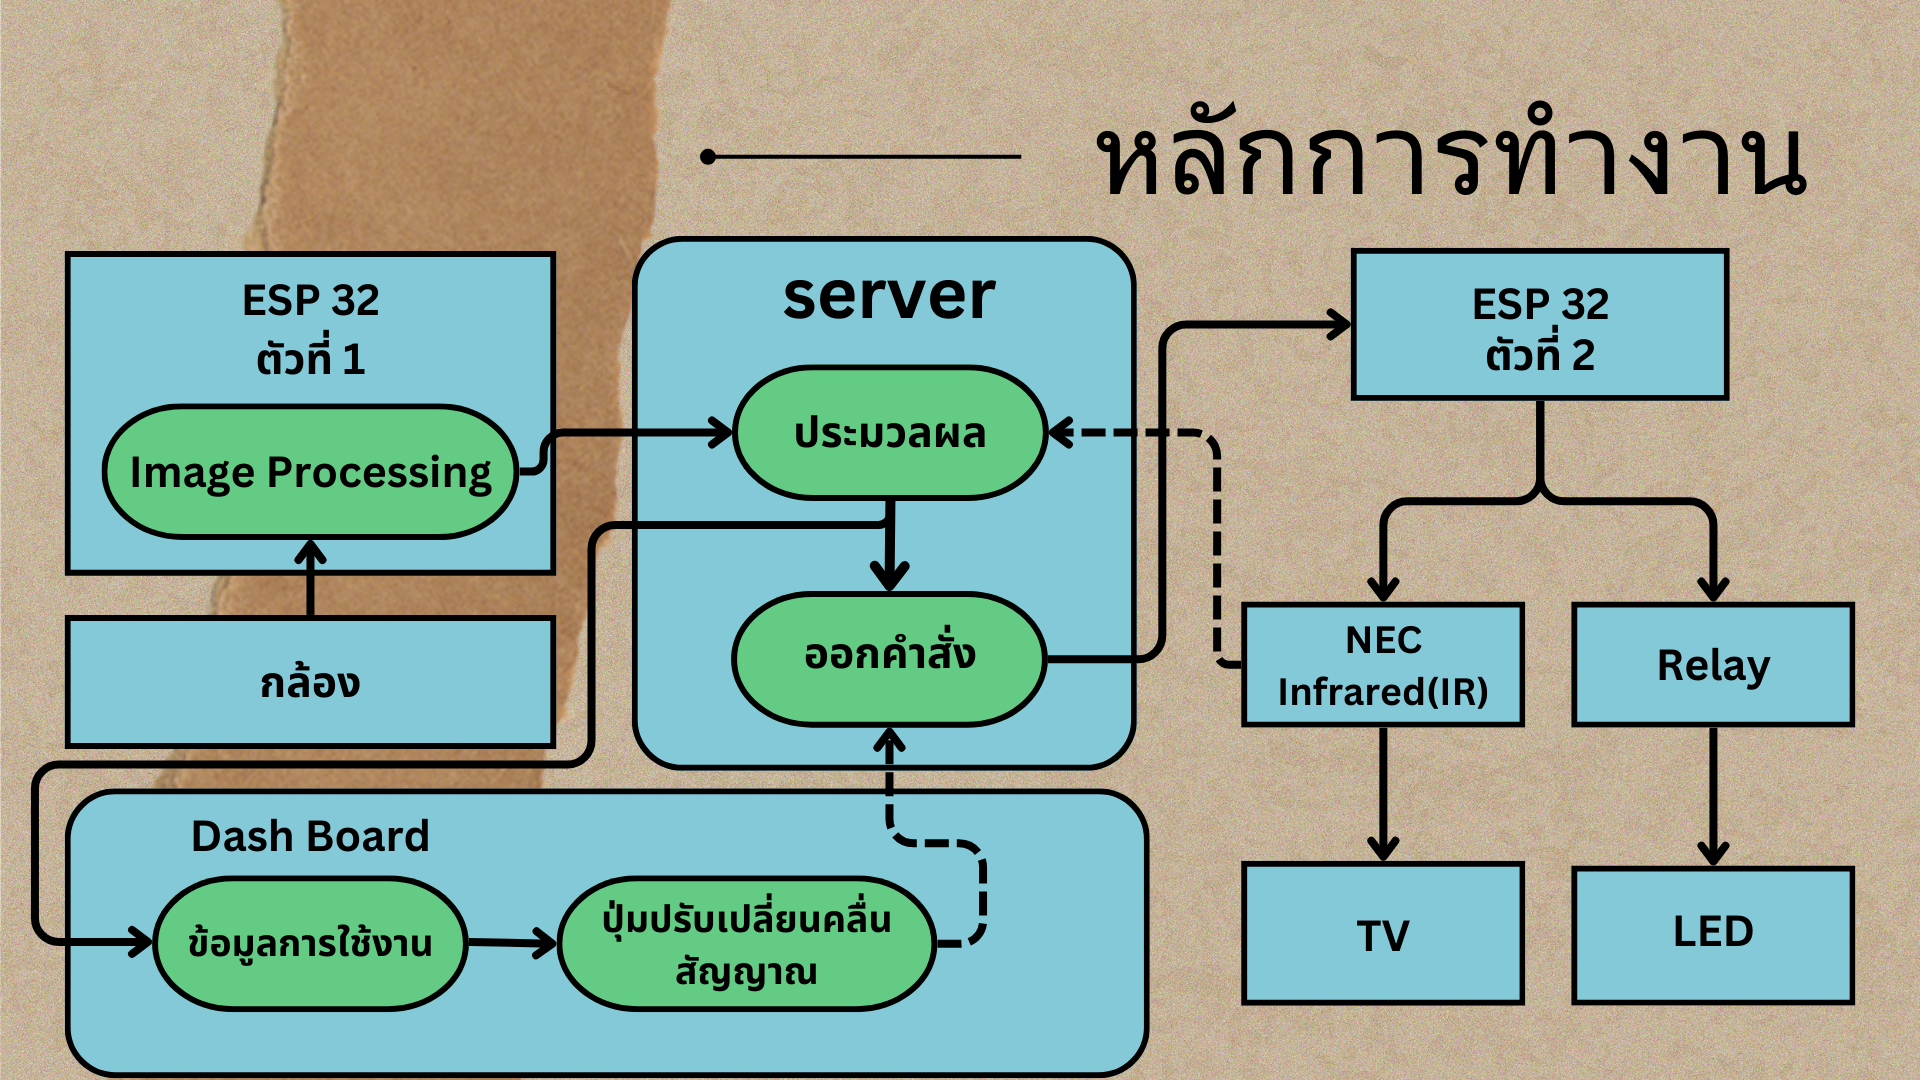 หลักการทำงาน
ESP 32
ตัวที่ 1
Image Processing
กล้อง
server
ประมวลผล
ออกคำสั่ง
ESP 32
ตัวที่ 2
NEC
Infrared(IR)
Relay
TV
LED
Dash Board
ข้อมูลการใช้งาน
ปุ่มปรับเปลี่ยนคลื่น
สัญญาณ